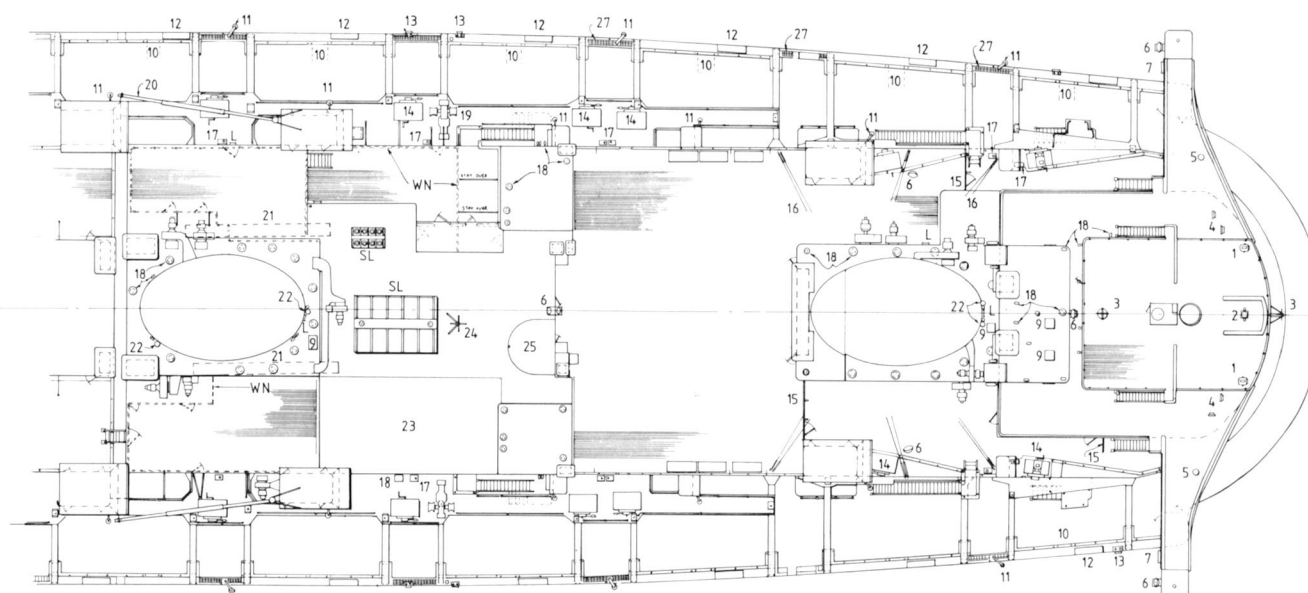 12 11 13 13 27 11 12 27 12 27 11
12
6
7
10 10 10 10 10
11 20 11 19 11 11
14 14 14
17 L 17 17 17
18 WN 6 15 17 5
STAY OVER
STAY OVER
16 16
21 L 4
SL 18 18
18 1
22 SL 6 22 L 18 3 2 3
24 6
9 25 9 9
22 9
21 1
WN 15 4
23
6 14 15
18 17 14 5
10
11 12 13 7
6